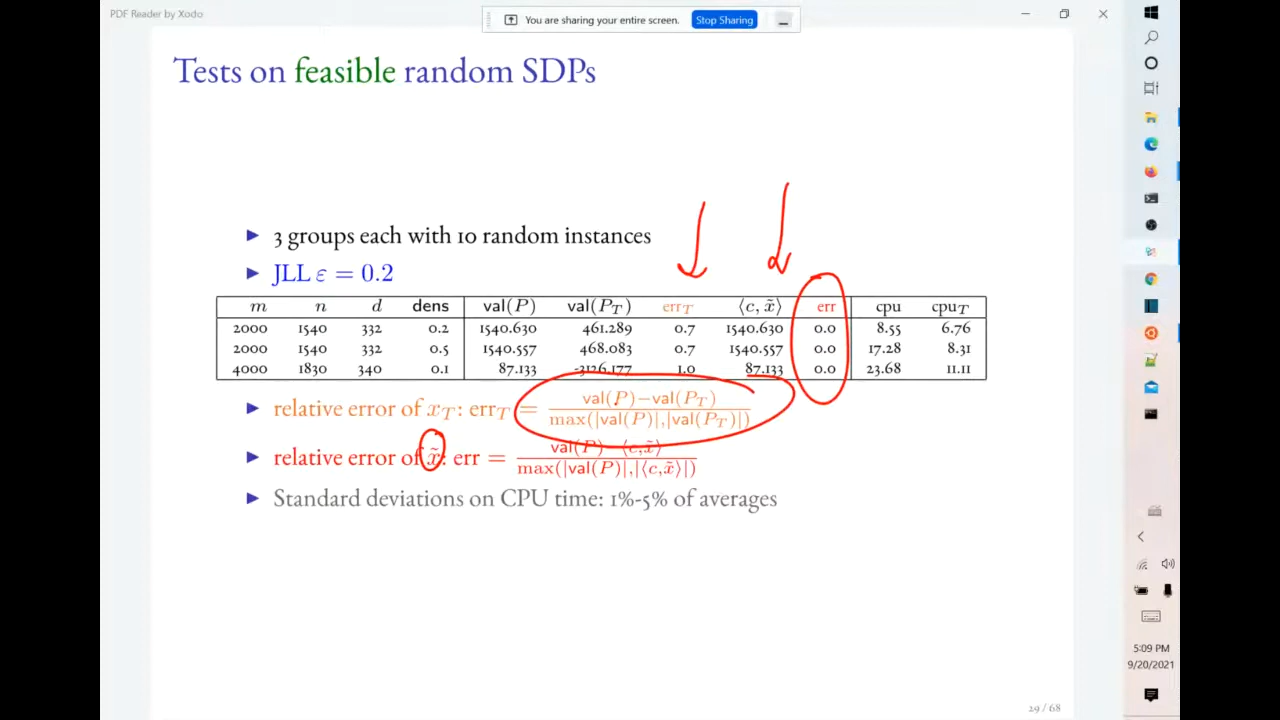 PDF Reader by Xodo
You are sharing your entire screen. Stop Sharing
Tests on feasible random SDPs
▶ 3 groups each with 10 random instances
▶ JLL ε = 0.2
m n d dens val(P) val(P_T) err_T ⟨c, x̃⟩ err cpu cpu_T
2000 1540 332 0.2 1540.630 461.289 0.7 1540.630 0.0 8.55 6.76
2000 1540 332 0.5 1540.557 468.083 0.7 1540.557 0.0 17.28 8.31
4000 1830 340 0.1 87.133 -3126.177 1.0 87.133 0.0 23.68 11.11
▶ relative error of x_T: err_T = val(P)−val(P_T) / max(|val(P)|,|val(P_T)|)
▶ relative error of x̃: err = val(P)−⟨c,x̃⟩ / max(|val(P)|,|⟨c,x̃⟩|)
▶ Standard deviations on CPU time: 1%-5% of averages
29 / 68
5:09 PM
9/20/2021